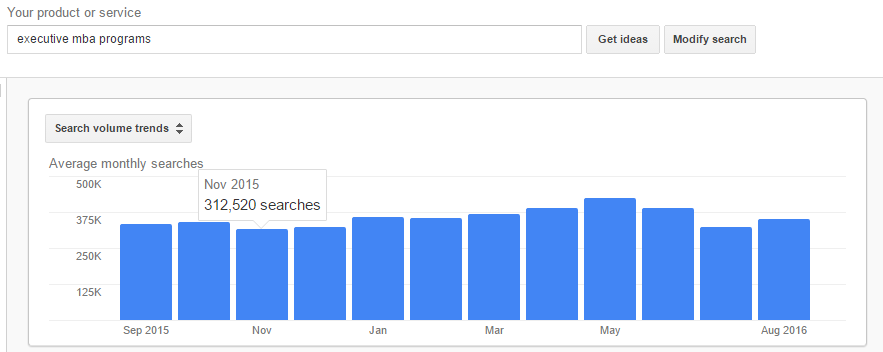 Your product or service
executive mba programs
Get ideas
Modify search
Search volume trends
Average monthly searches
Nov 2015
312,520 searches
500K
375K
250K
125K
Sep 2015
Nov
Jan
Mar
May
Aug 2016